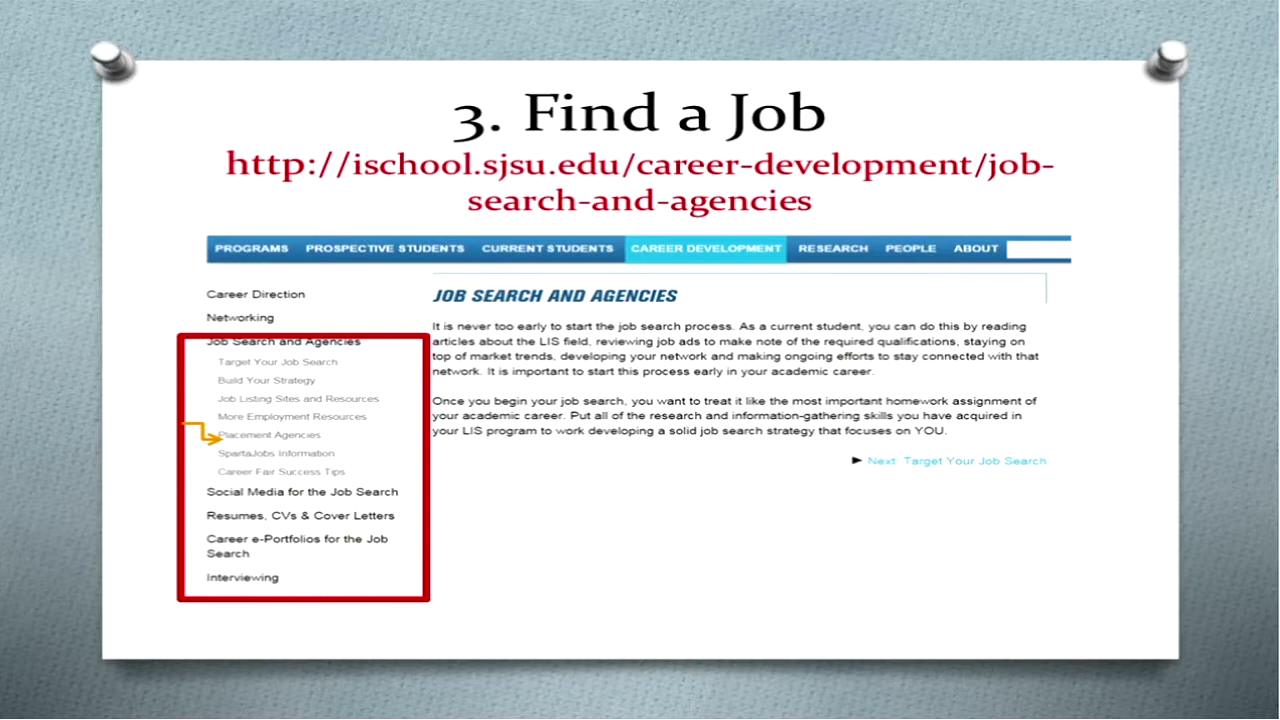 3. Find a Job
http://ischool.sjsu.edu/career-development/job-
search-and-agencies
PROGRAMS PROSPECTIVE STUDENTS CURRENT STUDENTS CAREER DEVELOPMENT RESEARCH PEOPLE ABOUT
Career Direction
Networking
Job Search and Agencies
Target Your Job Search
Build Your Strategy
Job Listing Sites and Resources
More Employment Resources
Placement Agencies
SpartaJobs Information
Career Fair Success Tips
Social Media for the Job Search
Resumes, CVs & Cover Letters
Career e-Portfolios for the Job
Search
Interviewing
JOB SEARCH AND AGENCIES
It is never too early to start the job search process. As a current student, you can do this by reading
articles about the LIS field, reviewing job ads to make note of the required qualifications, staying on
top of market trends, developing your network and making ongoing efforts to stay connected with that
network. It is important to start this process early in your academic career.
Once you begin your job search, you want to treat it like the most important homework assignment of
your academic career. Put all of the research and information-gathering skills you have acquired in
your LIS program to work developing a solid job search strategy that focuses on YOU.
Next: Target Your Job Search